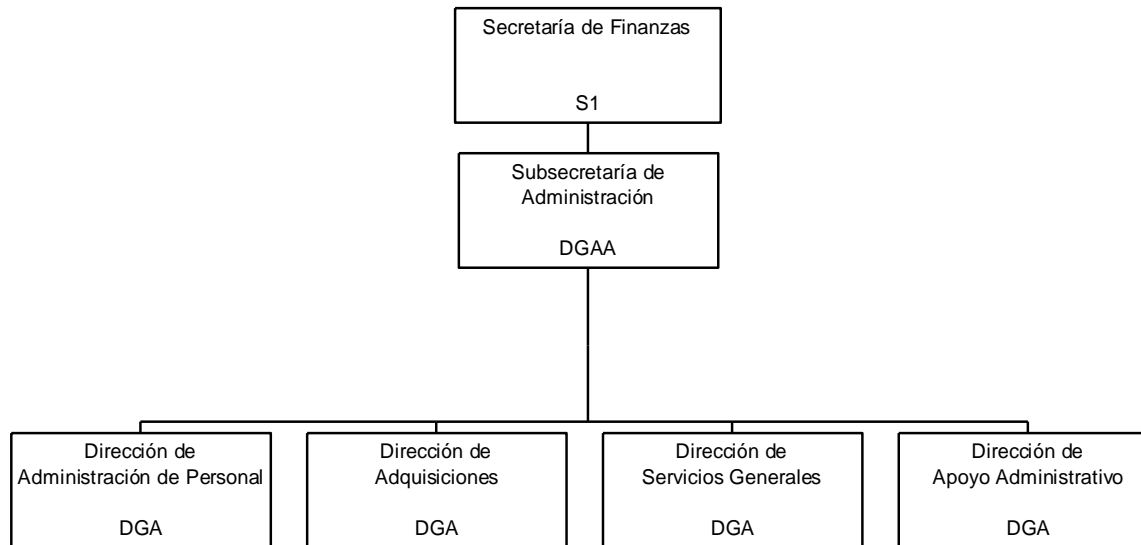 Secretaría de Finanzas
S1
Subsecretaría de
Administración
DGAA
Dirección de
Administración de Personal
DGA
Dirección de
Adquisiciones
DGA
Dirección de
Servicios Generales
DGA
Dirección de
Apoyo Administrativo
DGA